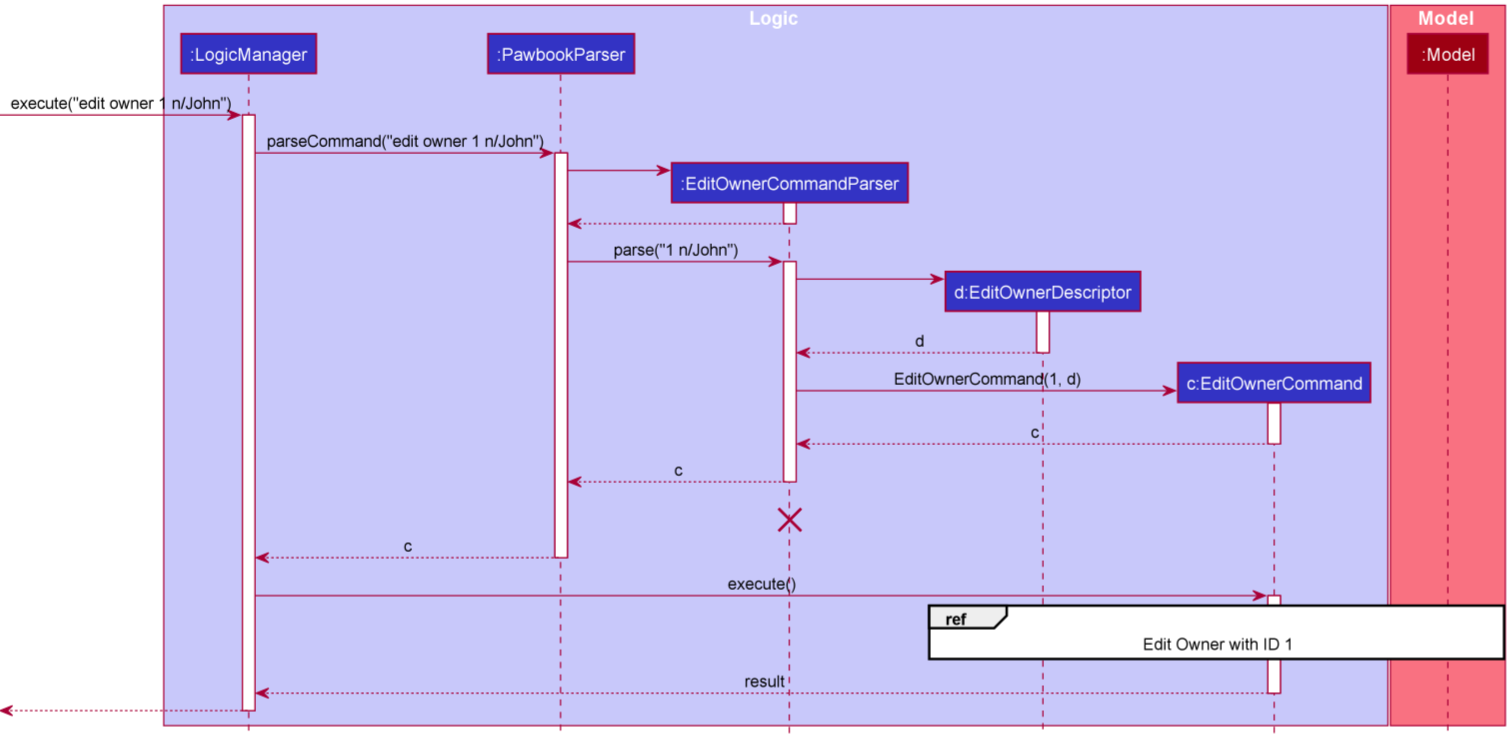 Logic
Model
:LogicManager
:PawbookParser
:Model
execute("edit owner 1 n/John")
parseCommand("edit owner 1 n/John")
:EditOwnerCommandParser
parse("1 n/John")
d:EditOwnerDescriptor
d
EditOwnerCommand(1, d)
c:EditOwnerCommand
c
c
c
execute()
ref
Edit Owner with ID 1
result